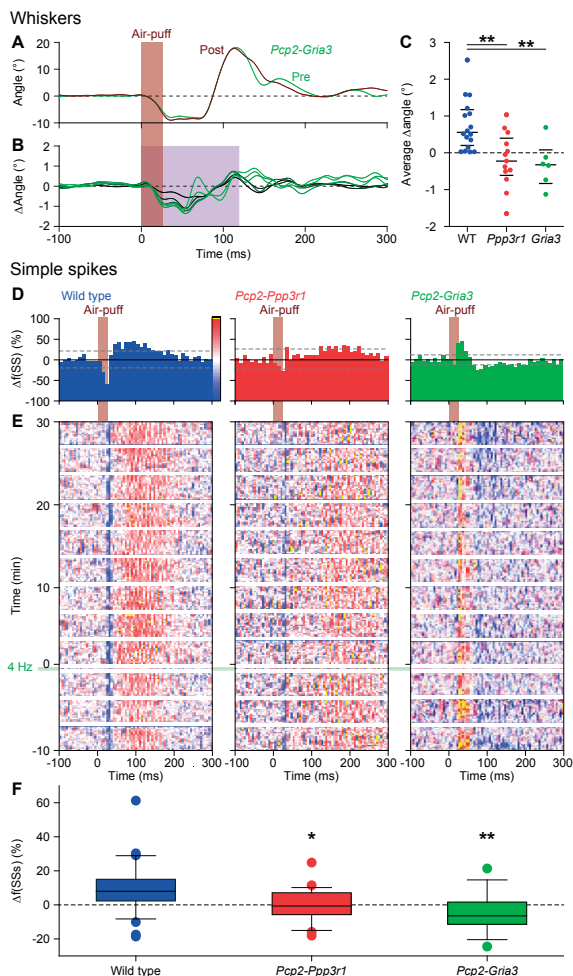 Whiskers
A
Air-puff
Angle (°)
20
10
0
-10
Post
Pcp2-Gria3
Pre
B
ΔAngle (°)
2
1
0
-1
-2
-100 0 100 200 300
Time (ms)
C
Average Δangle (°)
3
2
1
0
-1
-2
** **
WT Ppp3r1 Gria3
Simple spikes
D
Wild type Pcp2-Ppp3r1 Pcp2-Gria3
Air-puff Air-puff Air-puff
Δf(SS) (%)
100
50
0
-50
-100
E
Time (min)
30
20
10
0
-10
4 Hz
-100 0 100 200 300 -100 0 100 200 300 -100 0 100 200 300
Time (ms) Time (ms) Time (ms)
F
Δf(SSs) (%)
60
40
20
0
-20
* **
Wild type Pcp2-Ppp3r1 Pcp2-Gria3